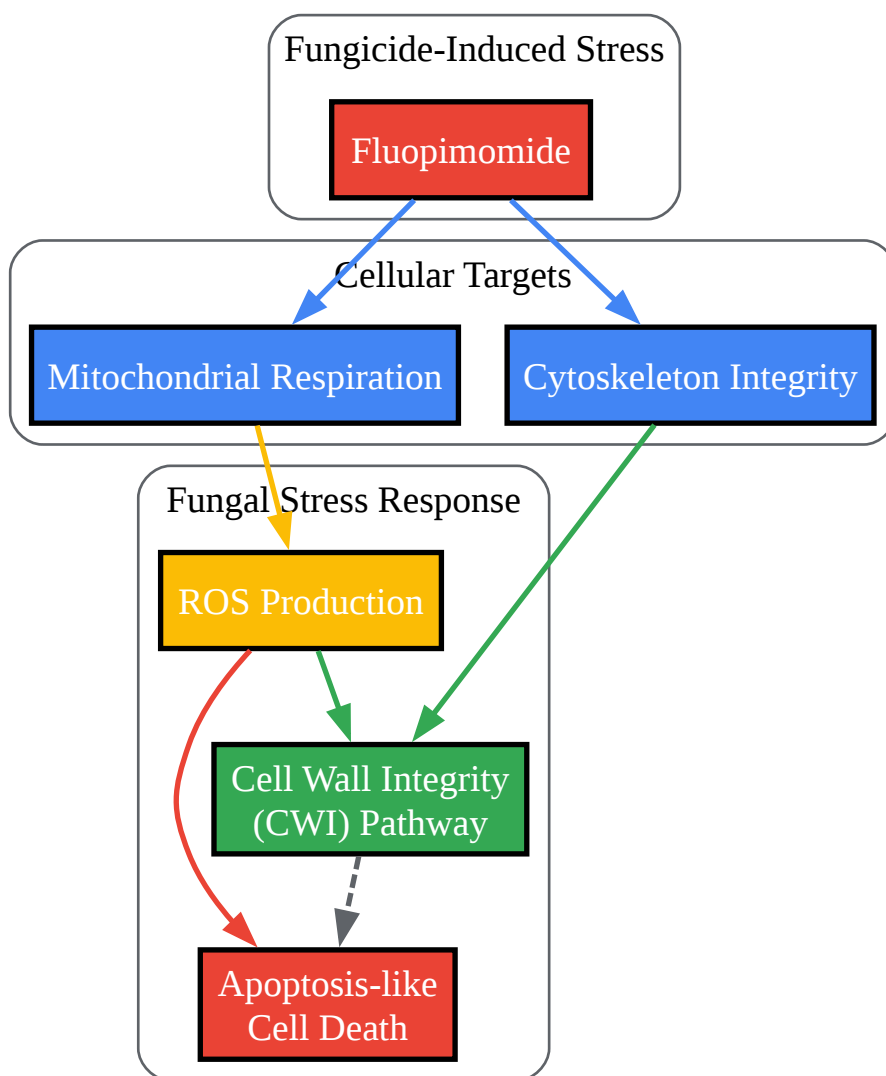 Fungicide-Induced Stress
Fluopimomide
Cellular Targets
Mitochondrial Respiration
Cytoskeleton Integrity
Fungal Stress Response
ROS Production
Cell Wall Integrity
(CWI) Pathway
Apoptosis-like
Cell Death